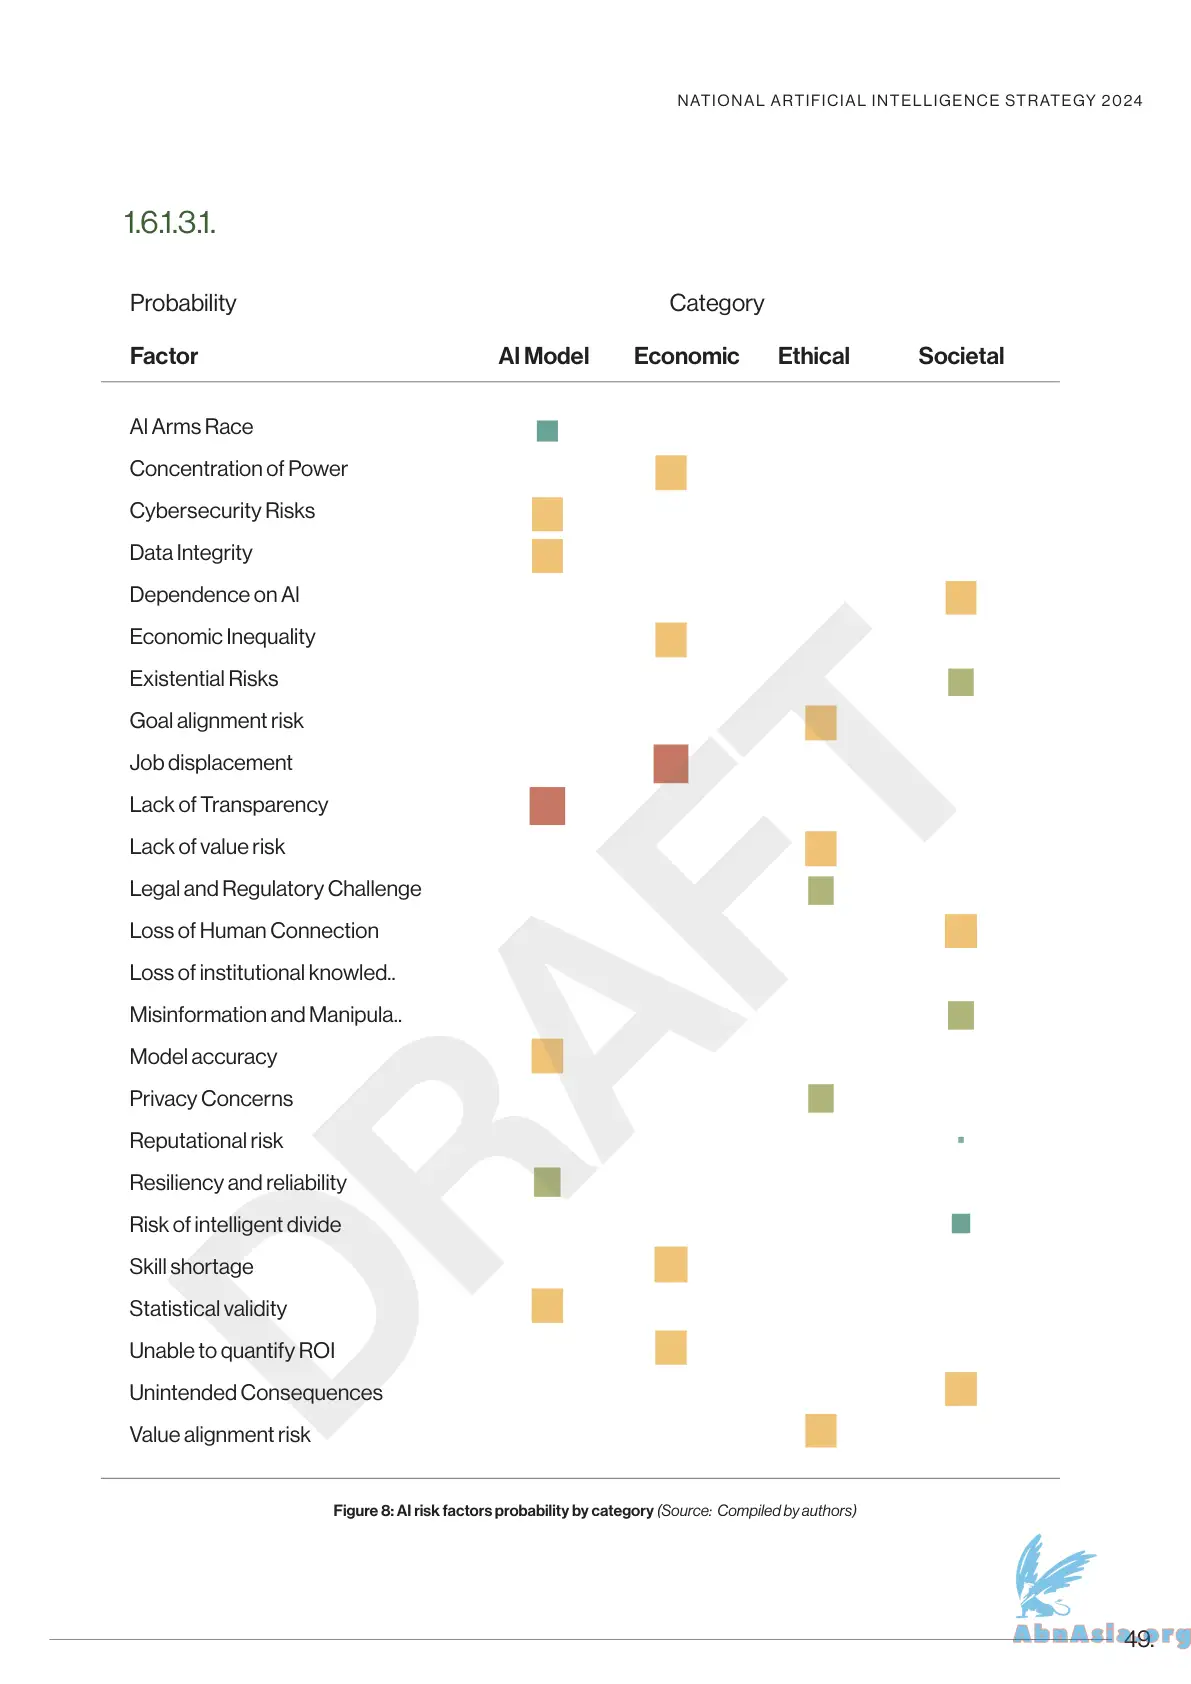 NATIONAL ARTIFICIAL INTELLIGENCE STRATEGY 2024
1.6.1.3.1.
Probability Category
Factor AI Model Economic Ethical Societal
AI Arms Race
Concentration of Power
Cybersecurity Risks
Data Integrity
Dependence on AI
Economic Inequality
Existential Risks
Goal alignment risk
Job displacement
Lack of Transparency
Lack of value risk
Legal and Regulatory Challenge
Loss of Human Connection
Loss of institutional knowled..
Misinformation and Manipula..
Model accuracy
Privacy Concerns
Reputational risk
Resiliency and reliability
Risk of intelligent divide
Skill shortage
Statistical validity
Unable to quantify ROI
Unintended Consequences
Value alignment risk
DRAFT
Figure 8: AI risk factors probability by category (Source: Compiled by authors)
AbnAsia.org
49.